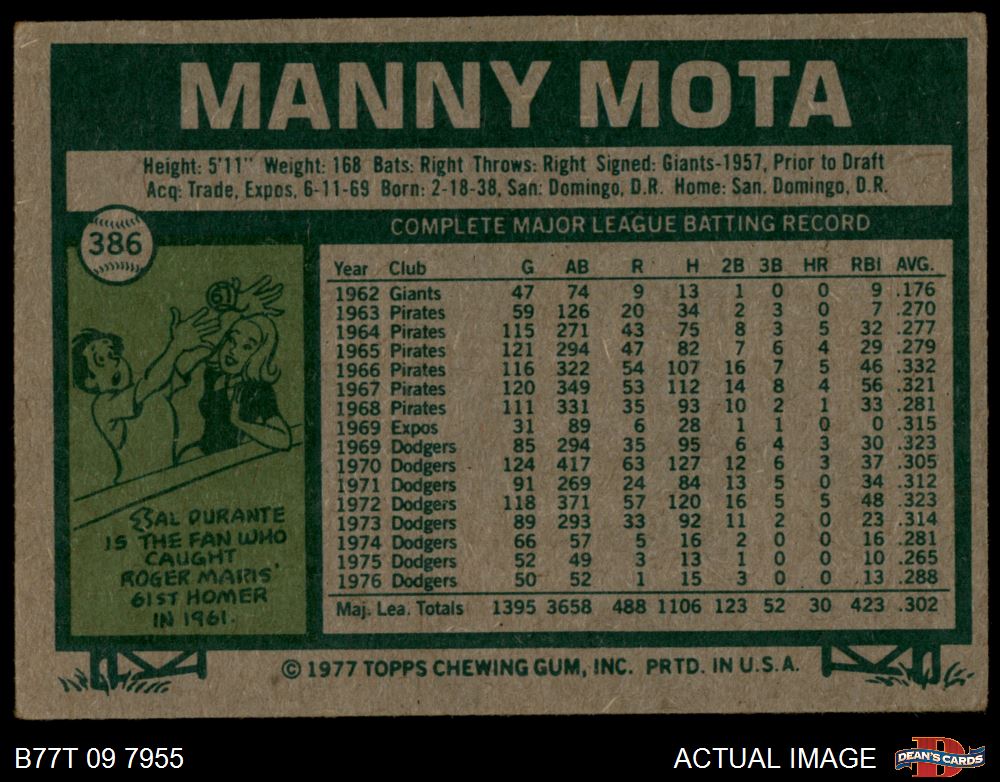 MANNY MOTA
Height: 5'11" Weight: 168 Bats: Right Throws: Right Signed: Giants-1957, Prior to Draft
Acq: Trade, Expos, 6-11-69 Born: 2-18-38, San: Domingo, D.R. Home: San. Domingo, D.R.
386
COMPLETE MAJOR LEAGUE BATTING RECORD
Year Club G AB R H 2B 3B HR RBI AVG.
1962 Giants 47 74 9 13 1 0 0 9 .176
1963 Pirates 59 126 20 34 2 3 0 7 .270
1964 Pirates 115 271 43 75 8 3 5 32 .277
1965 Pirates 121 294 47 82 7 6 4 29 .279
1966 Pirates 116 322 54 107 16 7 5 46 .332
1967 Pirates 120 349 53 112 14 8 4 56 .321
1968 Pirates 111 331 35 93 10 2 1 33 .281
1969 Expos 31 89 6 28 1 1 0 0 .315
1969 Dodgers 85 294 35 95 6 4 3 30 .323
1970 Dodgers 124 417 63 127 12 6 3 37 .305
1971 Dodgers 91 269 24 84 13 5 0 34 .312
1972 Dodgers 118 371 57 120 16 5 5 48 .323
1973 Dodgers 89 293 33 92 11 2 0 23 .314
1974 Dodgers 66 57 5 16 2 0 0 16 .281
1975 Dodgers 52 49 3 13 1 0 0 10 .265
1976 Dodgers 50 52 1 15 3 0 0 13 .288
Maj. Lea. Totals 1395 3658 488 1106 123 52 30 423 .302
SAL DURANTE
IS THE FAN WHO
CAUGHT
ROGER MARIS'
61ST HOMER
IN 1961.
© 1977 TOPPS CHEWING GUM, INC. PRTD. IN U.S.A.
B77T 09 7955
ACTUAL IMAGE
D
DEAN'S CARDS